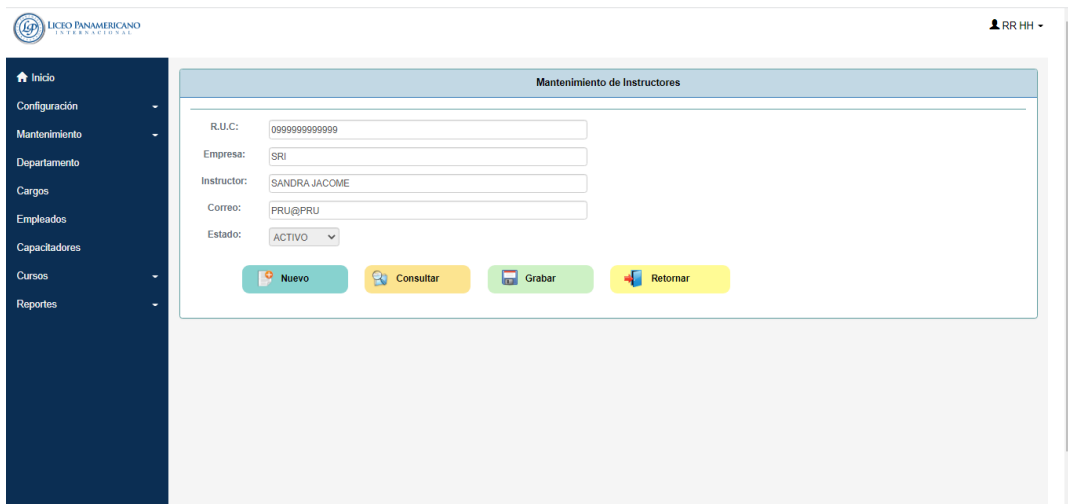 LICEO PANAMERICANO
INTERNACIONAL
RR HH
Inicio
Configuración
Mantenimiento
Departamento
Cargos
Empleados
Capacitadores
Cursos
Reportes
Mantenimiento de Instructores
R.U.C: 0999999999999
Empresa: SRI
Instructor: SANDRA JACOME
Correo: PRU@PRU
Estado: ACTIVO
Nuevo Consultar Grabar Retornar